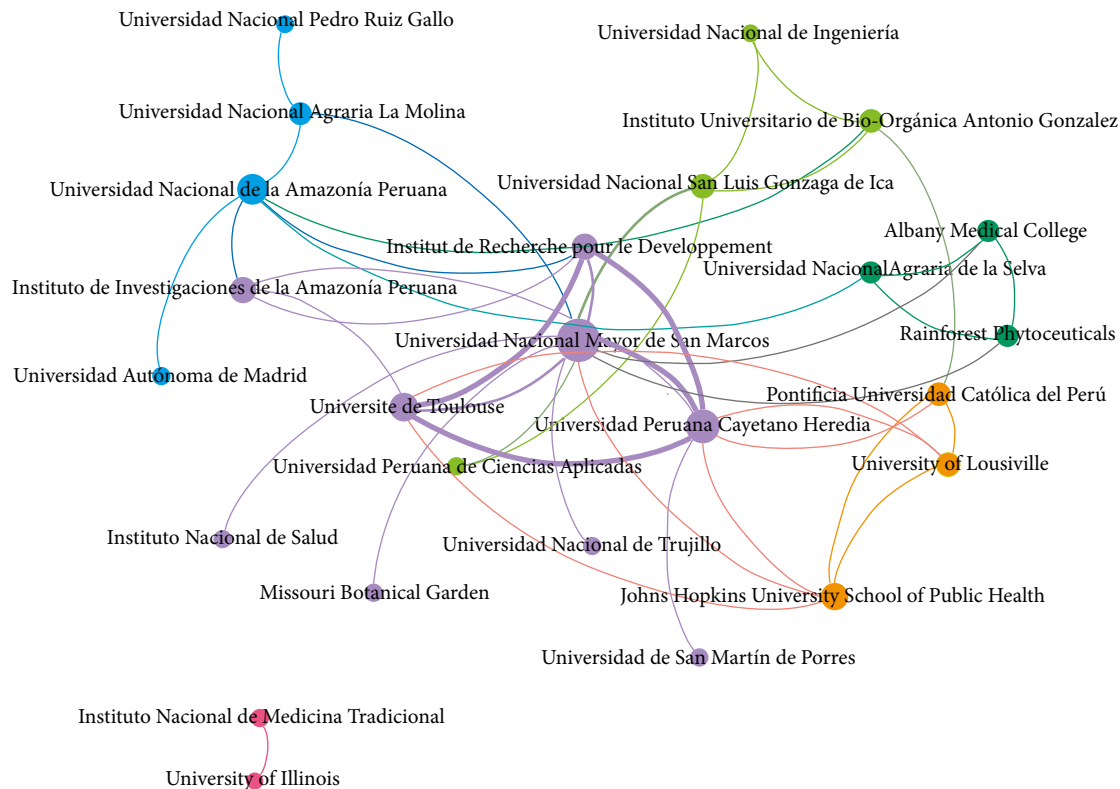 Universidad Nacional Pedro Ruiz Gallo
Universidad Nacional de Ingeniería
Universidad Nacional Agraria La Molina
Instituto Universitario de Bio-Orgánica Antonio Gonzalez
Universidad Nacional de la Amazonía Peruana
Universidad Nacional San Luis Gonzaga de Ica
Albany Medical College
Institut de Recherche pour le Developpement
Universidad NacionalAgraria de la Selva
Instituto de Investigaciones de la Amazonía Peruana
Rainforest Phytoceuticals
Universidad Nacional Mayor de San Marcos
Universidad Autónoma de Madrid
Pontificia Universidad Católica del Perú
Universite de Toulouse
Universidad Peruana Cayetano Heredia
Universidad Peruana de Ciencias Aplicadas
University of Lousiville
Instituto Nacional de Salud
Universidad Nacional de Trujillo
Missouri Botanical Garden
Johns Hopkins University School of Public Health
Universidad de San Martín de Porres
Instituto Nacional de Medicina Tradicional
University of Illinois